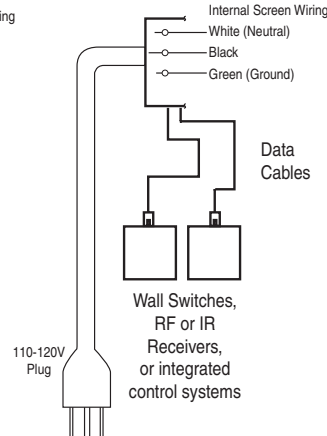 ing
Internal Screen Wiring
White (Neutral)
Black
Green (Ground)
Data
Cables
Wall Switches,
RF or IR
Receivers,
or integrated
control systems
110-120V
Plug